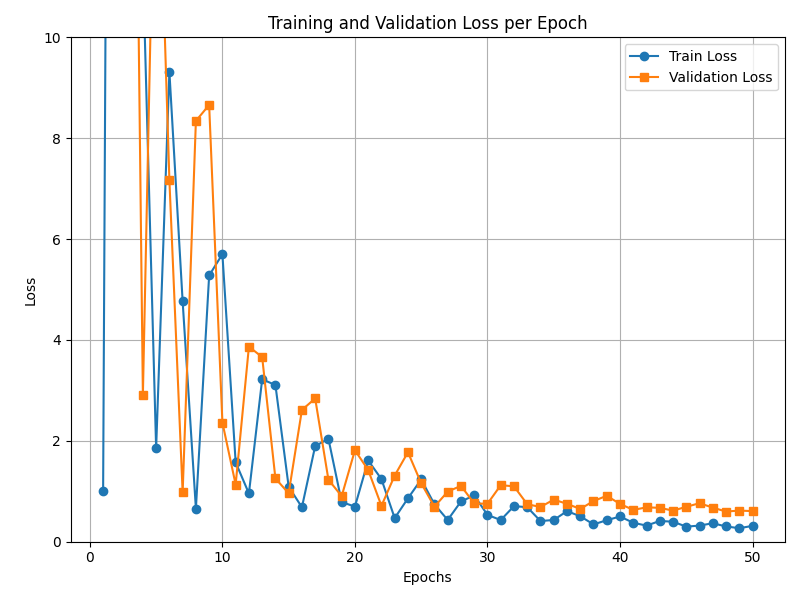 Training and Validation Loss per Epoch
Train Loss
Validation Loss
10
8
6
4
2
0
Loss
0 10 20 30 40 50
Epochs